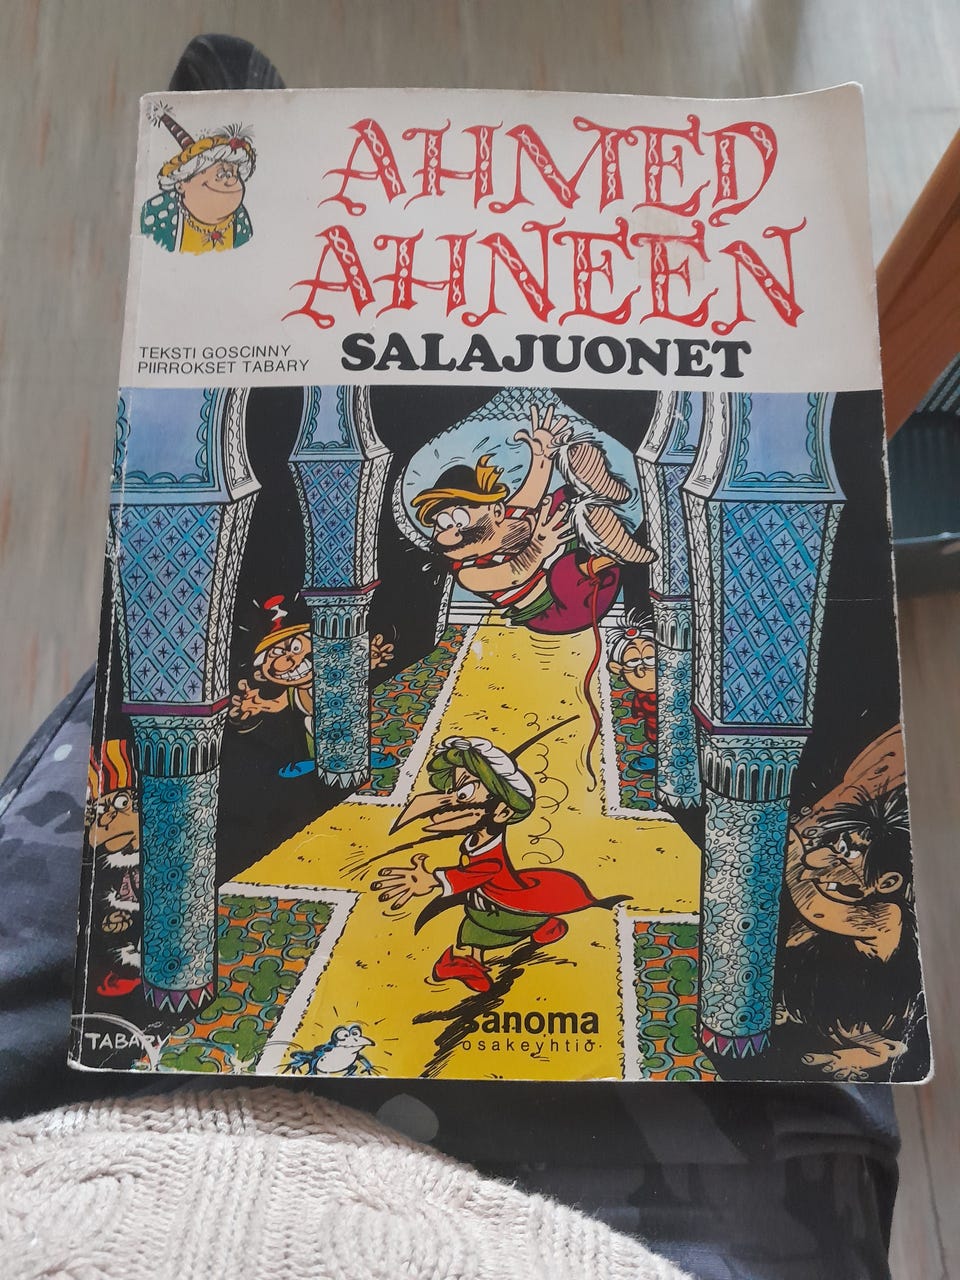 AHMED
AHNEEN
SALAJUONET
TEKSTI GOSCINNY
PIIRROKSET TABARY
sanoma
osakeyhtiö
TABARY